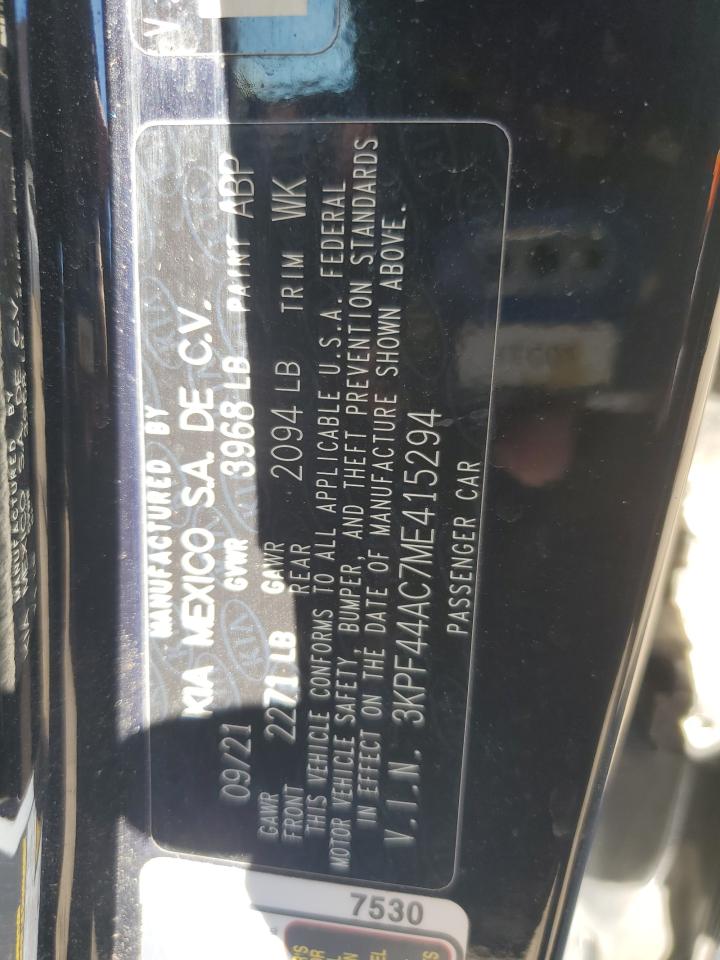 MANUFACTURED BY
KIA MEXICO S.A. DE C.V.
09/21 GVWR 3968 LB PAINT ABP
GAWR FRONT 2271 LB GAWR REAR 2094 LB TRIM WK
THIS VEHICLE CONFORMS TO ALL APPLICABLE U.S.A. FEDERAL
MOTOR VEHICLE SAFETY, BUMPER, AND THEFT PREVENTION STANDARDS
IN EFFECT ON THE DATE OF MANUFACTURE SHOWN ABOVE.
V.I.N. 3KPF44AC7ME415294
PASSENGER CAR
7530